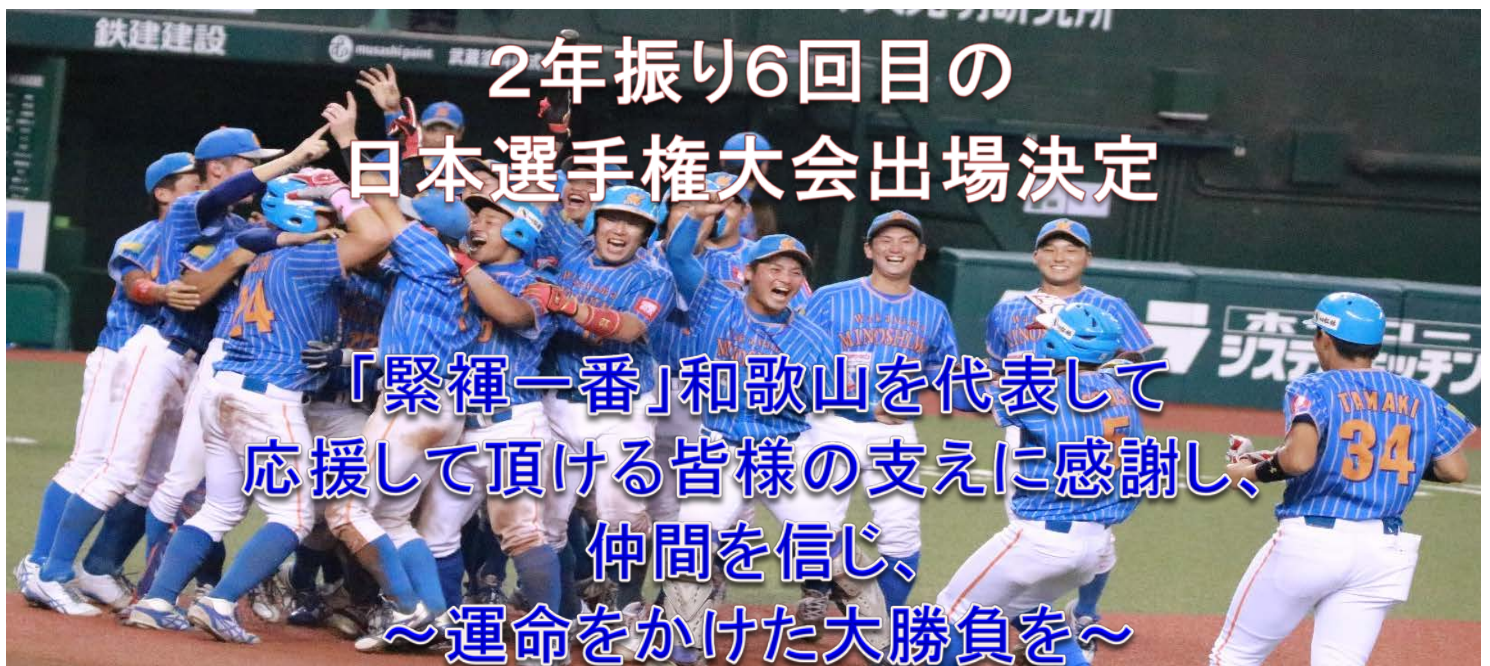 鉄建建設
musashi paint
2年振り6回目の
日本選手権大会出場決定
MINOSHIMA
24
「緊褌一番」和歌山を代表して
応援して頂ける皆様の支えに感謝し、
仲間を信じ、
～運命をかけた大勝負を～
TAMAKI
34